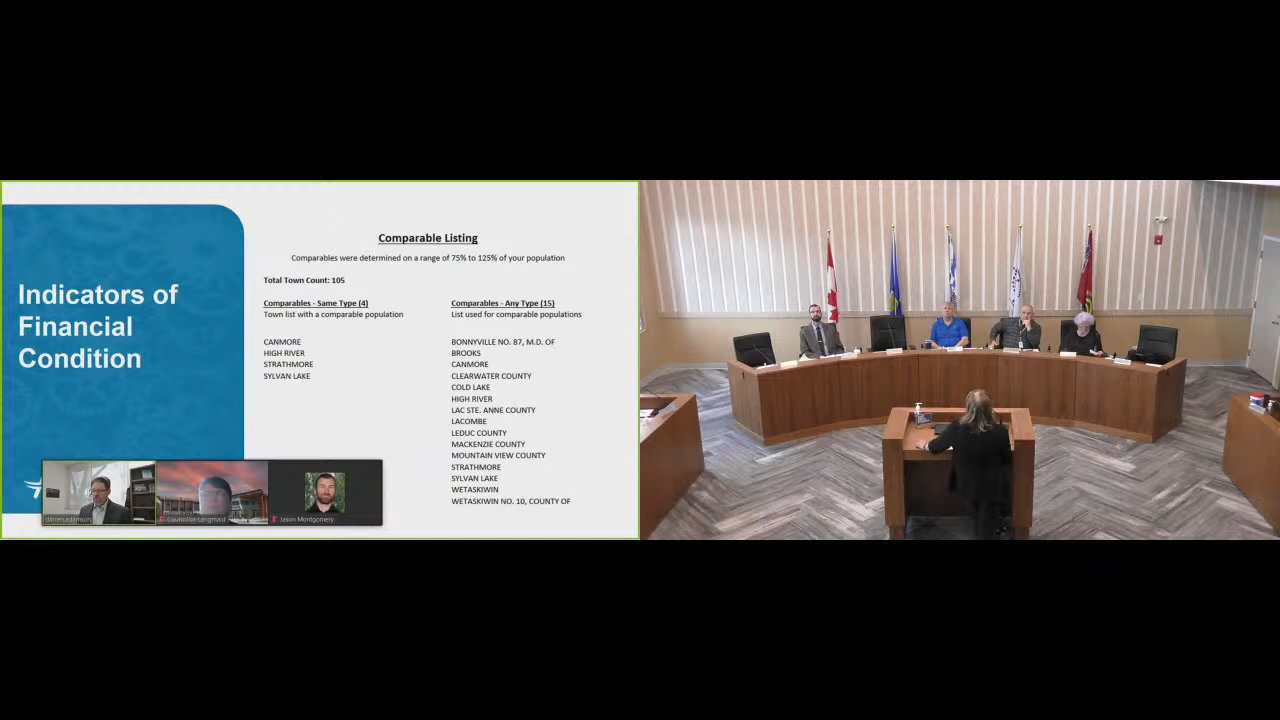 Indicators of
Financial
Condition
Comparable Listing
Comparables were determined on a range of 75% to 125% of your population
Total Town Count: 105
Comparables - Same Type (4)
Town list with a comparable population
CANMORE
HIGH RIVER
STRATHMORE
SYLVAN LAKE
Comparables - Any Type (15)
List used for comparable populations
BONNYVILLE NO. 87, M.D. OF
BROOKS
CANMORE
CLEARWATER COUNTY
COLD LAKE
HIGH RIVER
LAC STE. ANNE COUNTY
LACOMBE
LEDUC COUNTY
MACKENZIE COUNTY
MOUNTAIN VIEW COUNTY
STRATHMORE
SYLVAN LAKE
WETASKIWIN
WETASKIWIN NO. 10, COUNTY OF
darren.adamson
Councillor Langmaid
Jason Montgomery